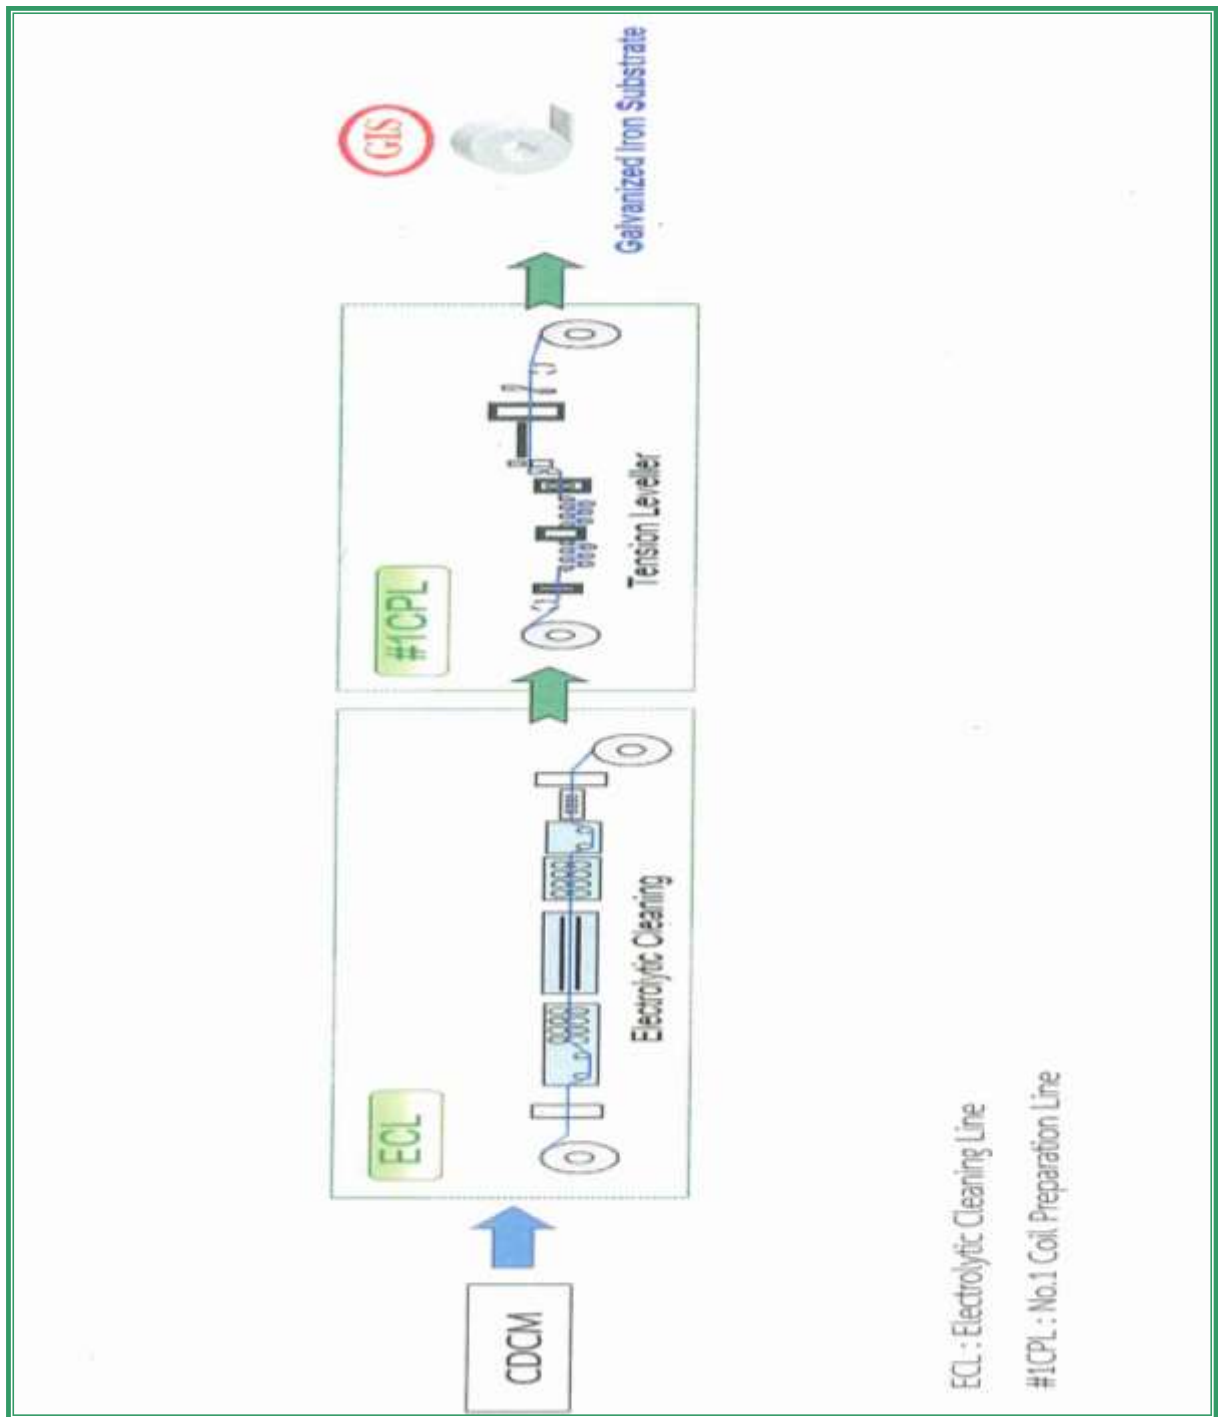 CDCM
ECL
Electrolytic Cleaning
#1CPL
Tension Leveller
GIS
Galvanized Iron Substrate
ECL : Electrolytic Cleaning Line
#1CPL : No.1 Coil Preparation Line